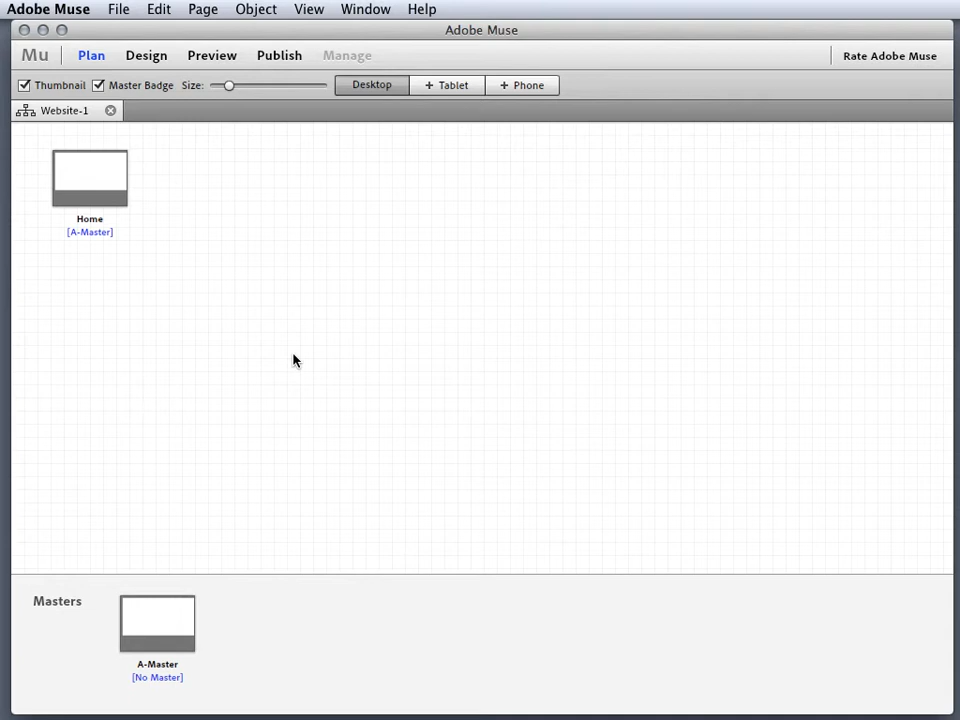 Adobe Muse File Edit Page Object View Window Help
Adobe Muse
Mu Plan Design Preview Publish Manage Rate Adobe Muse
Thumbnail Master Badge Size: Desktop + Tablet + Phone
Website-1
Home
[A-Master]
Masters
A-Master
[No Master]